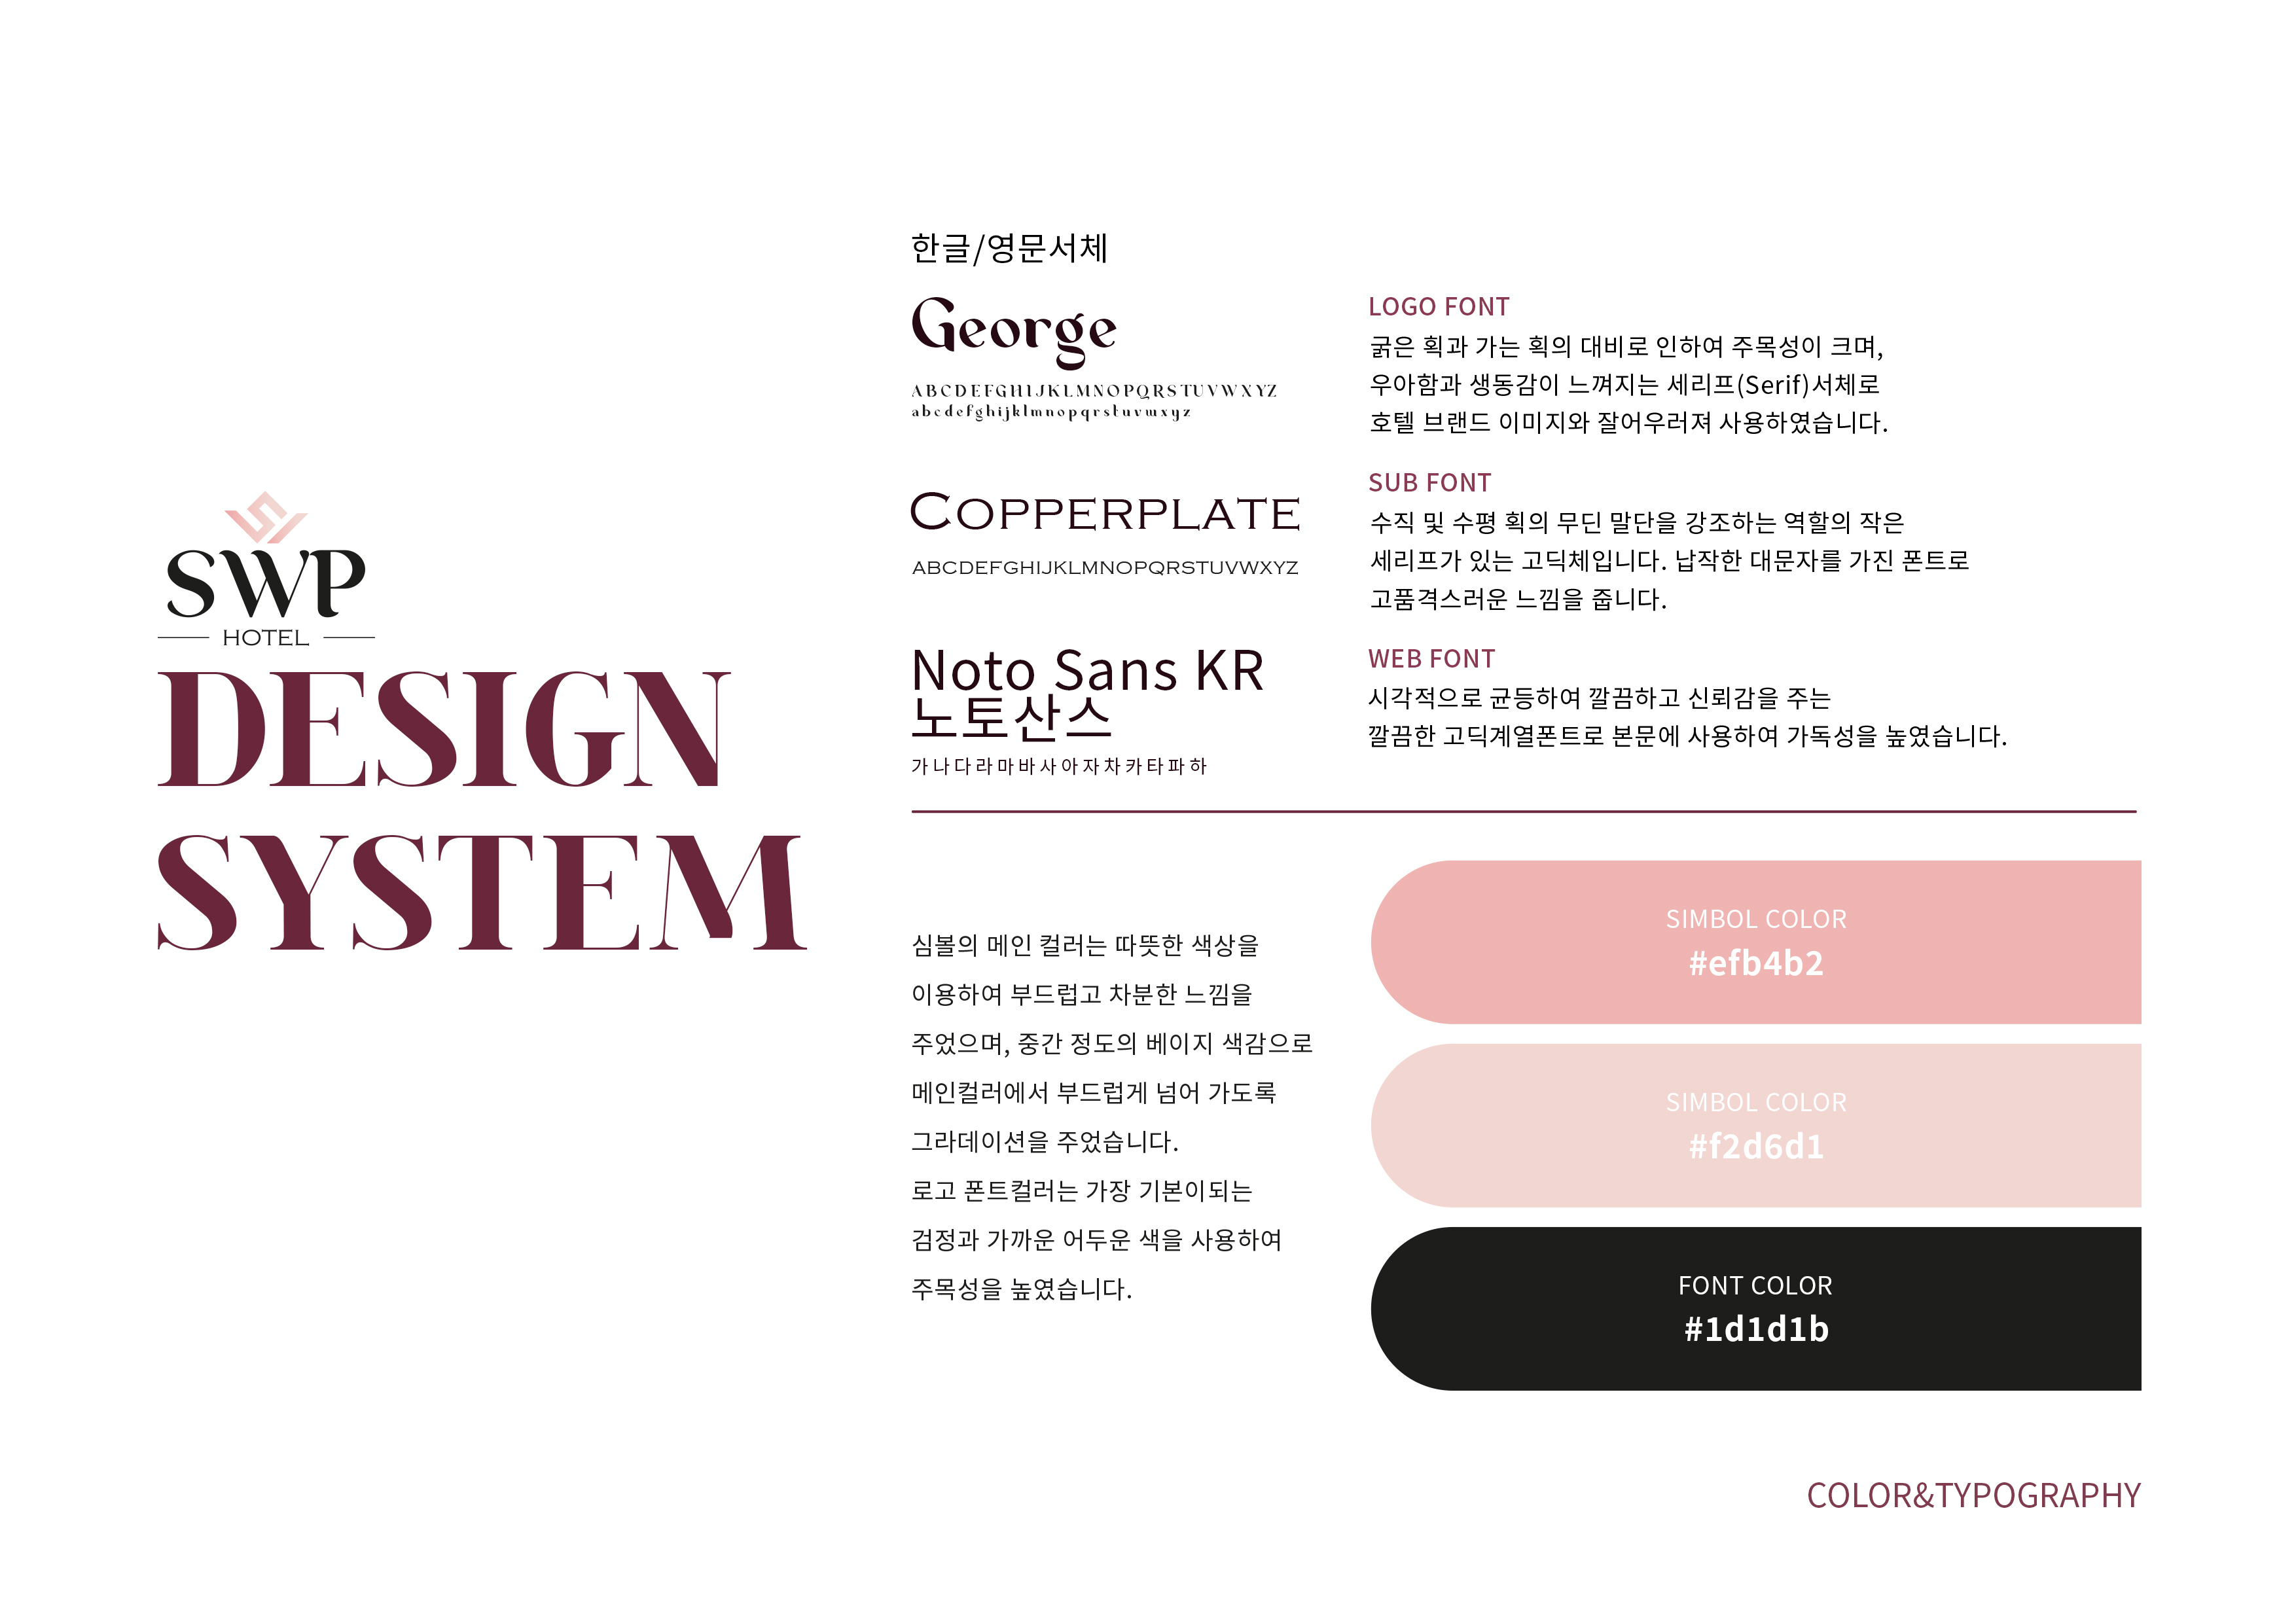 SWP
HOTEL
DESIGN
SYSTEM
한글/영문서체
George
ABCDEFGHIJKLMNOPQRSTUVWXYZ
abcdefghijklmnopqrstuvwxyz
LOGO FONT
굵은 획과 가는 획의 대비로 인하여 주목성이 크며,
우아함과 생동감이 느껴지는 세리프(Serif)서체로
호텔 브랜드 이미지와 잘어우러져 사용하였습니다.
COPPERPLATE
ABCDEFGHIJKLMNOPQRSTUVWXYZ
SUB FONT
수직 및 수평 획의 무딘 말단을 강조하는 역할의 작은
세리프가 있는 고딕체입니다. 납작한 대문자를 가진 폰트로
고품격스러운 느낌을 줍니다.
Noto Sans KR
노토산스
가나다라마바사아자차카타파하
WEB FONT
시각적으로 균등하여 깔끔하고 신뢰감을 주는
깔끔한 고딕계열폰트로 본문에 사용하여 가독성을 높였습니다.
심볼의 메인 컬러는 따뜻한 색상을
이용하여 부드럽고 차분한 느낌을
주었으며, 중간 정도의 베이지 색감으로
메인컬러에서 부드럽게 넘어 가도록
그라데이션을 주었습니다.
로고 폰트컬러는 가장 기본이되는
검정과 가까운 어두운 색을 사용하여
주목성을 높였습니다.
SIMBOL COLOR
#efb4b2
SIMBOL COLOR
#f2d6d1
FONT COLOR
#1d1d1b
COLOR&TYPOGRAPHY